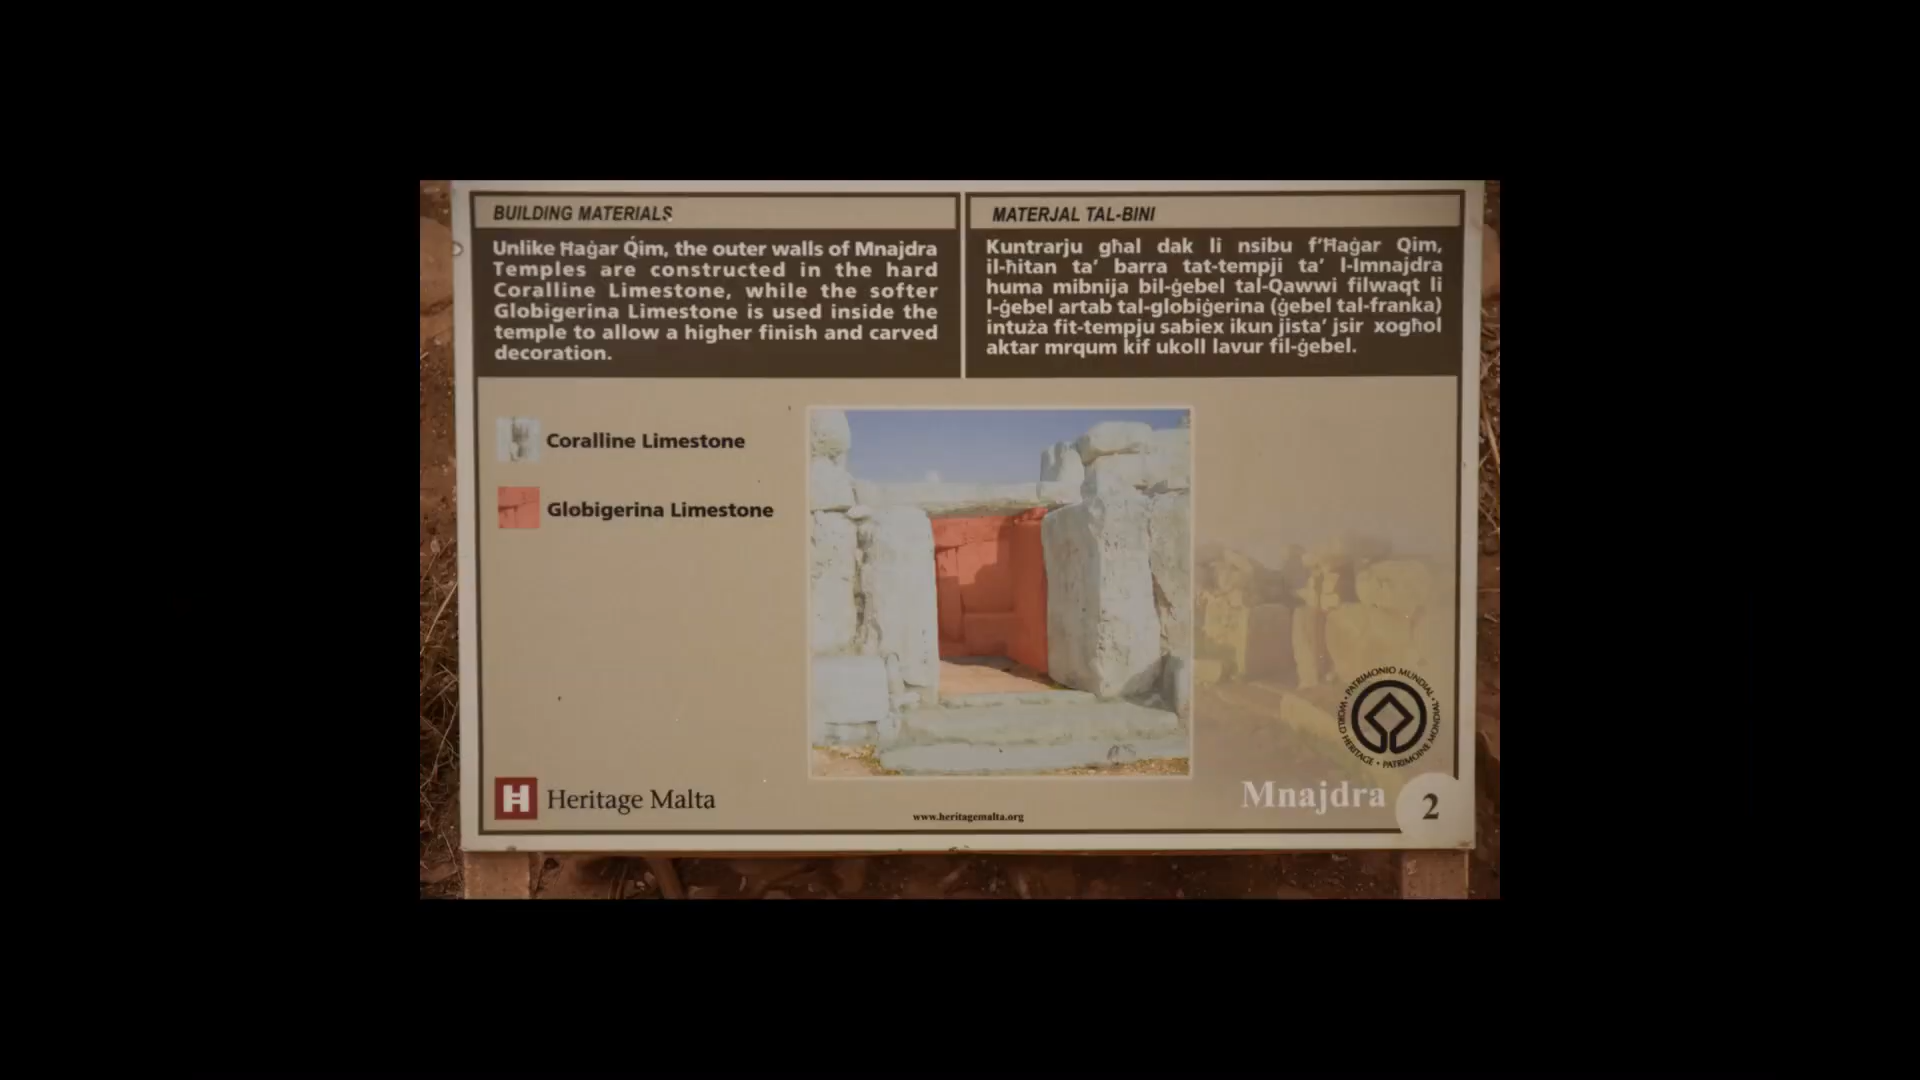 BUILDING MATERIALS
Unlike Ħaġar Qim, the outer walls of Mnajdra
Temples are constructed in the hard
Coralline Limestone, while the softer
Globigerina Limestone is used inside the
temple to allow a higher finish and carved
decoration.
MATERJAL TAL-BINI
Kuntrarju għal dak li nsibu f'Ħaġar Qim,
il-ħitan ta' barra tat-tempji ta' l-Imnajdra
huma mibnija bil-ġebel tal-Qawwi filwaqt li
l-ġebel artab tal-globiġerina (ġebel tal-franka)
intuża fit-tempju sabiex ikun jista' jsir xogħol
aktar mrqum kif ukoll lavur fil-ġebel.
Coralline Limestone
Globigerina Limestone
PATRIMONIO MUNDIAL • WORLD HERITAGE • PATRIMOINE MONDIAL •
H Heritage Malta
www.heritagemalta.org
Mnajdra 2